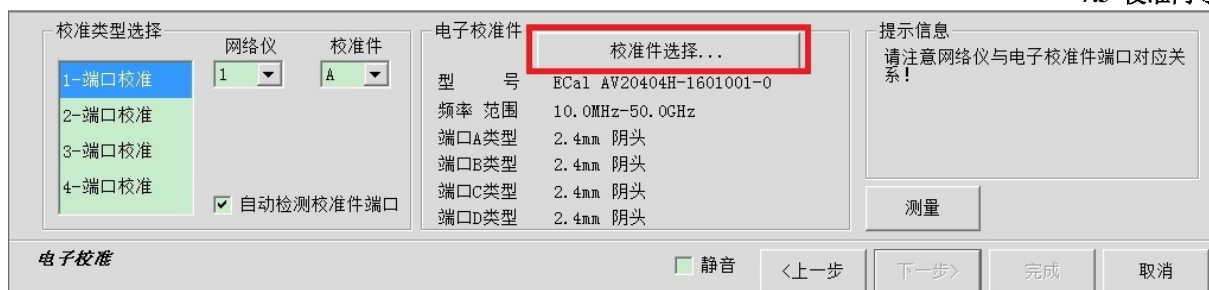 校准类型选择
网络仪
校准件
1-端口校准
1
A
2-端口校准
3-端口校准
4-端口校准
自动检测校准件端口
电子校准件
校准件选择...
型 号 ECal AV20404H-1601001-0
频率 范围 10.0MHz-50.0GHz
端口A类型 2.4mm 阴头
端口B类型 2.4mm 阴头
端口C类型 2.4mm 阴头
端口D类型 2.4mm 阴头
提示信息
请注意网络仪与电子校准件端口对应关
系!
测量
电子校准
静音
<上一步
下一步>
完成
取消